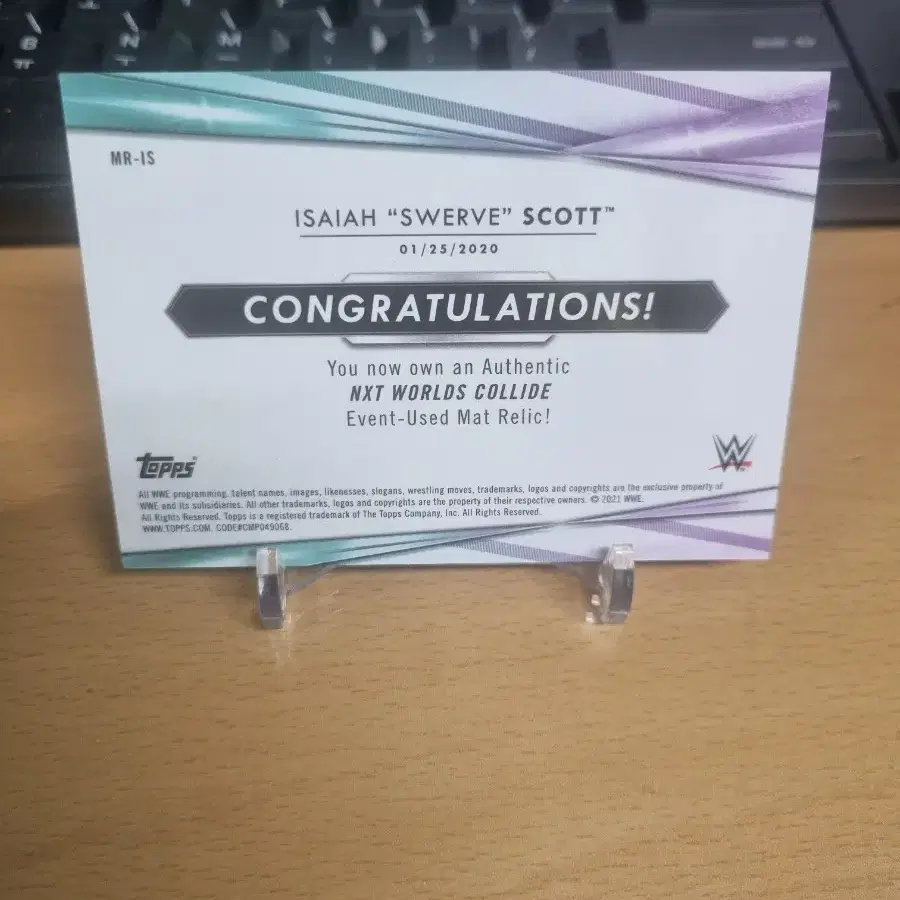 B
N
M
MR-IS
ISAIAH “SWERVE” SCOTT™
01/25/2020
CONGRATULATIONS!
You now own an Authentic
NXT WORLDS COLLIDE
Event-Used Mat Relic!
Topps®
W
All WWE programming, talent names, images, likenesses, slogans, wrestling moves, trademarks, logos and copyrights are the exclusive property of
WWE and its subsidiaries. All other trademarks, logos and copyrights are the property of their respective owners. © 2021 WWE.
All Rights Reserved. Topps is a registered trademark of The Topps Company, Inc. All Rights Reserved.
WWW.TOPPS.COM. CODE#CMP049068.